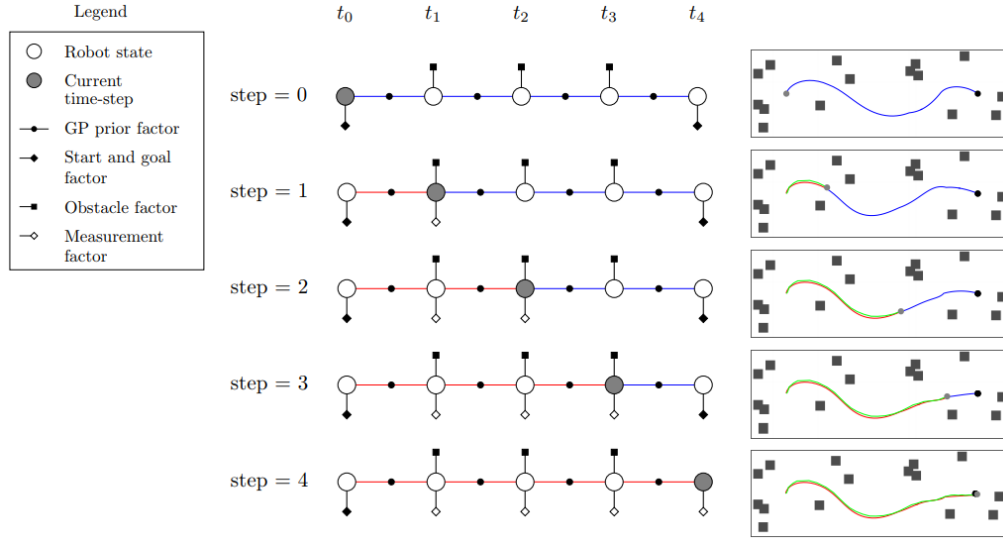 Legend
Robot state
Current
time-step
GP prior factor
Start and goal
factor
Obstacle factor
Measurement
factor
t₀ t₁ t₂ t₃ t₄
step = 0
step = 1
step = 2
step = 3
step = 4